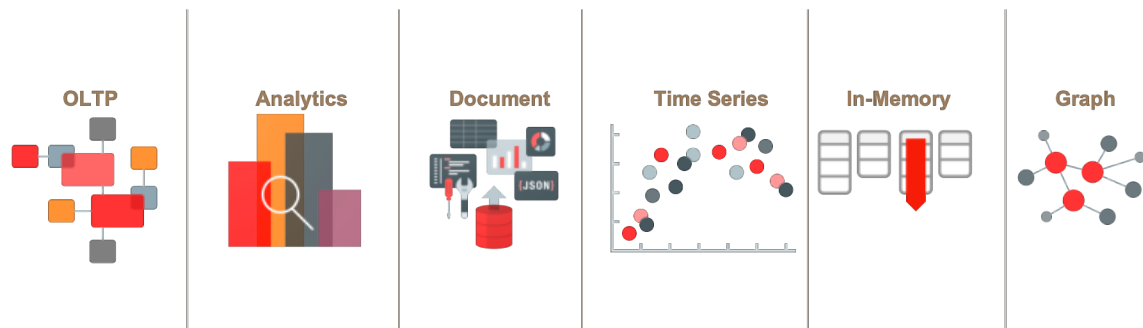 OLTP
Analytics
Document
Time Series
In-Memory
Graph
{JSON}